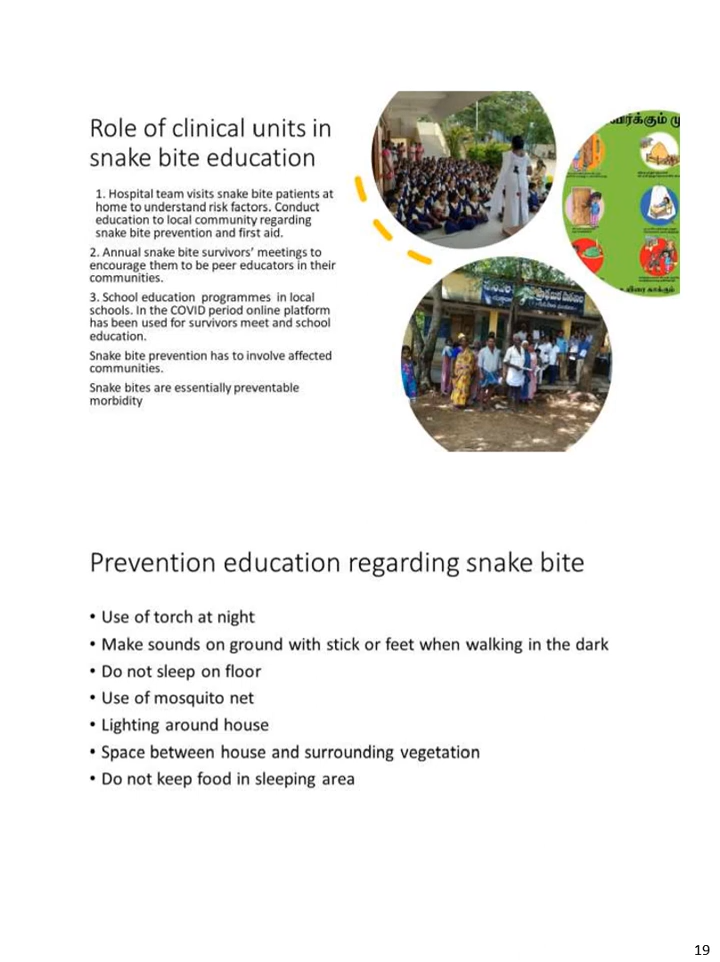 Role of clinical units in
snake bite education
1. Hospital team visits snake bite patients at
home to understand risk factors. Conduct
education to local community regarding
snake bite prevention and first aid.
2. Annual snake bite survivors’ meetings to
encourage them to be peer educators in their
communities.
3. School education programmes in local
schools. In the COVID period online platform
has been used for survivors meet and school
education.
Snake bite prevention has to involve affected
communities.
Snake bites are essentially preventable
morbidity
Prevention education regarding snake bite
• Use of torch at night
• Make sounds on ground with stick or feet when walking in the dark
• Do not sleep on floor
• Use of mosquito net
• Lighting around house
• Space between house and surrounding vegetation
• Do not keep food in sleeping area
19